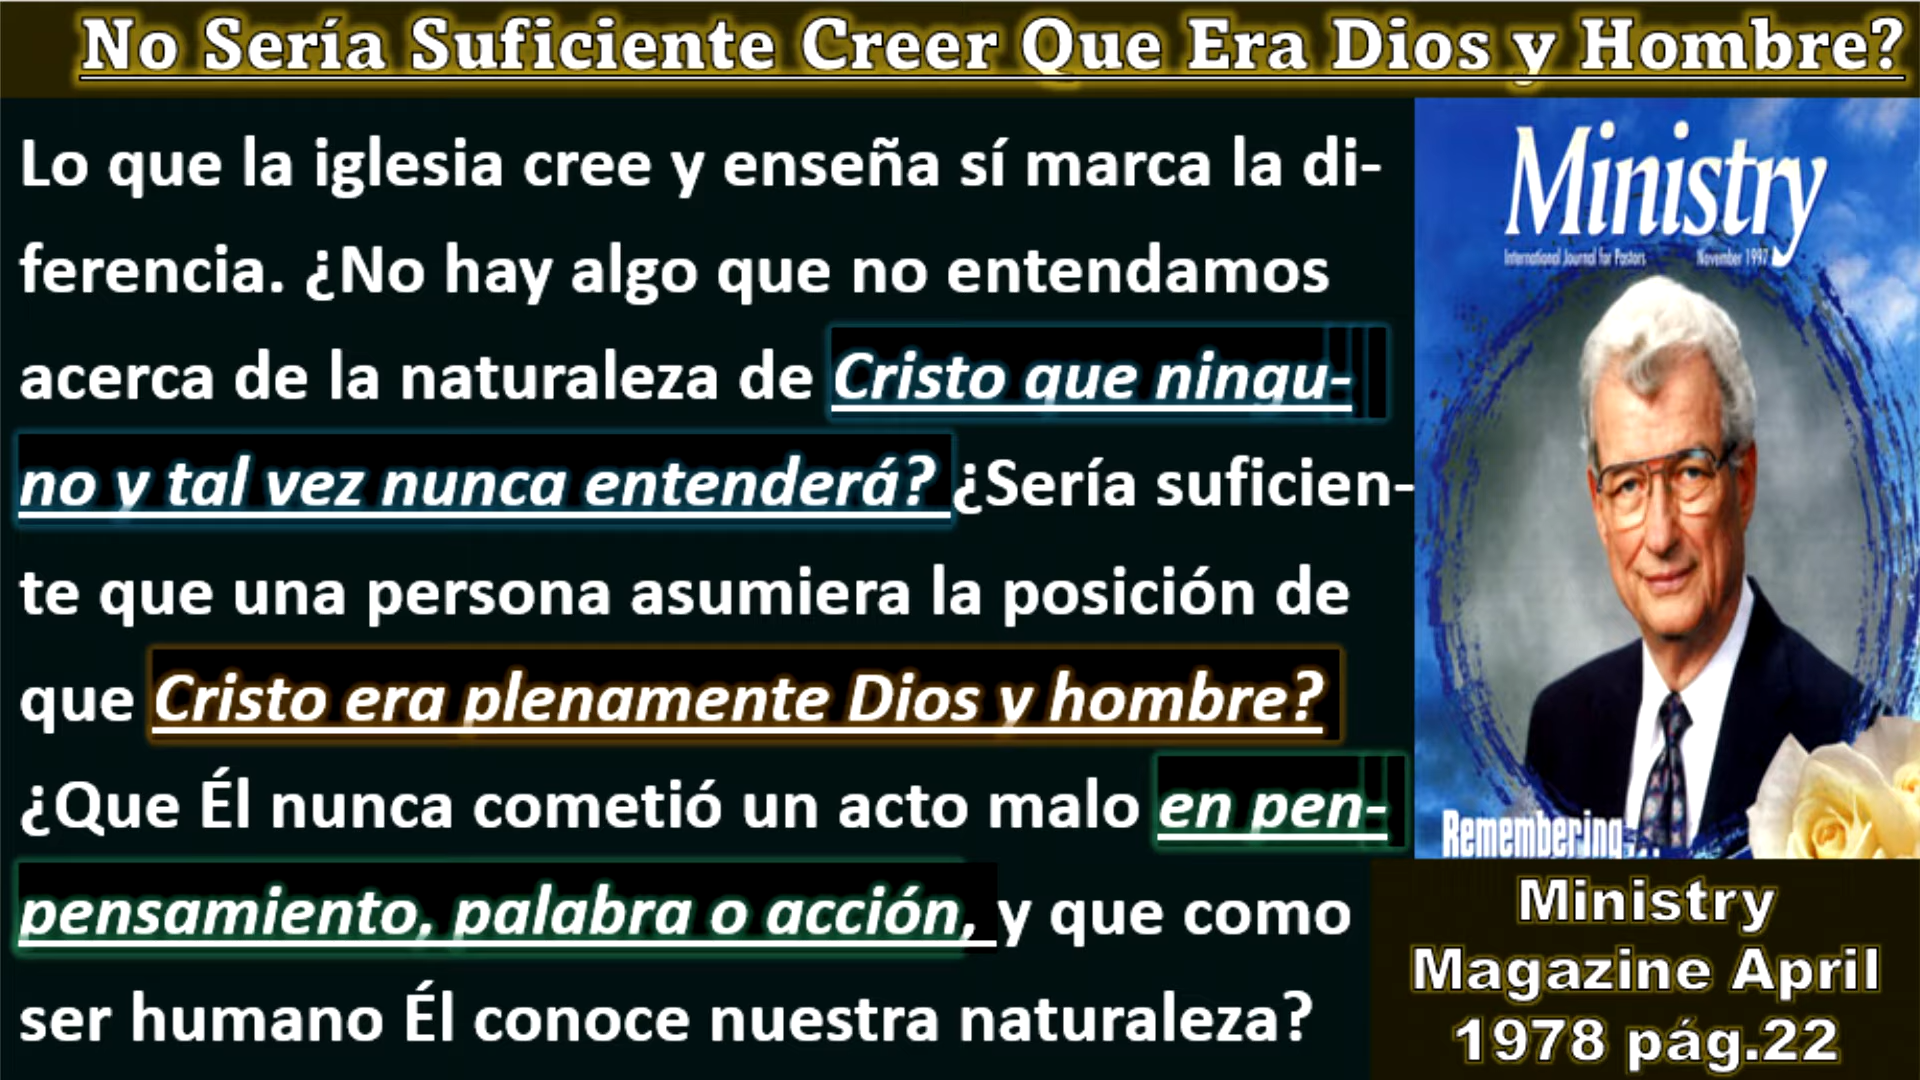 No Sería Suficiente Creer Que Era Dios y Hombre?
Lo que la iglesia cree y enseña sí marca la di-
ferencia. ¿No hay algo que no entendamos
acerca de la naturaleza de Cristo que ningu-
no y tal vez nunca entenderá? ¿Sería suficien-
te que una persona asumiera la posición de
que Cristo era plenamente Dios y hombre?
¿Que Él nunca cometió un acto malo en pen-
pensamiento, palabra o acción, y que como
ser humano Él conoce nuestra naturaleza?
Ministry
International Journal for Pastors November 1997
Remembering...
Ministry
Magazine April
1978 pág.22